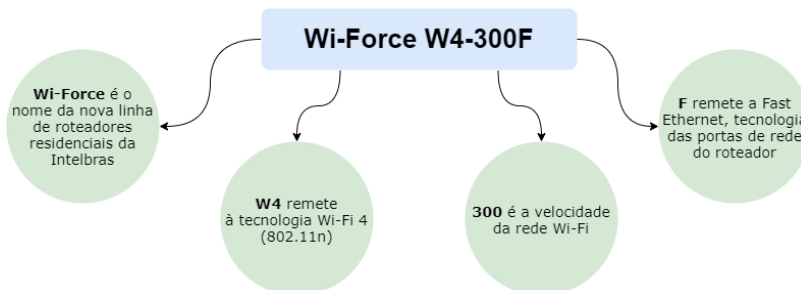 Wi-Force W4-300F
Wi-Force é o
nome da nova linha
de roteadores
residenciais da
Intelbras
W4 remete
à tecnologia Wi-Fi 4
(802.11n)
300 é a velocidade
da rede Wi-Fi
F remete a Fast
Ethernet, tecnologia
das portas de rede
do roteador